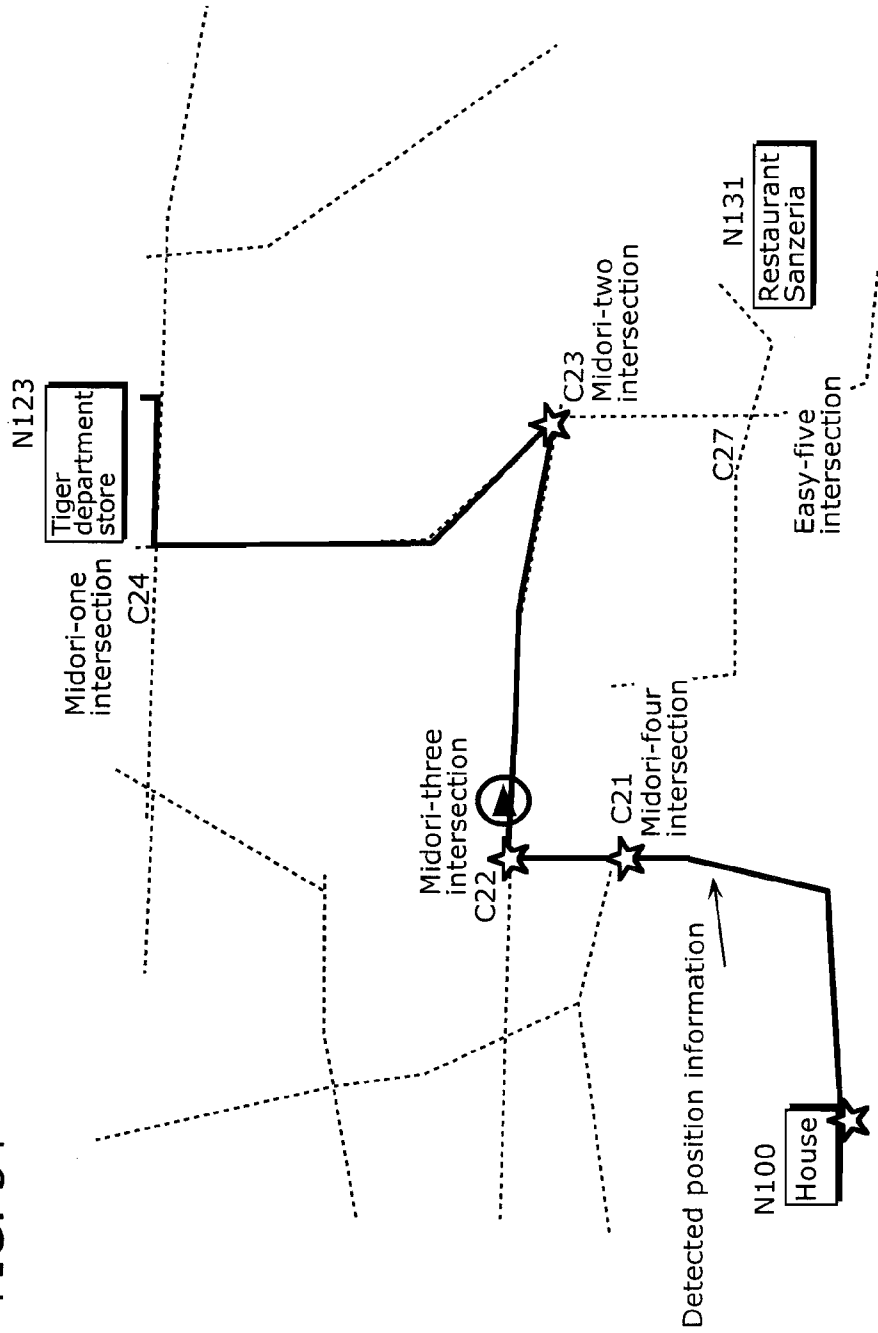 N123
Tiger
department
store
Midori-one
intersection
C24
Midori-three
intersection
C22
C23
Midori-two
intersection
C21
Midori-four
intersection
Detected position information
C27
N131
Restaurant
Sanzeria
N100
House
Easy-five
intersection